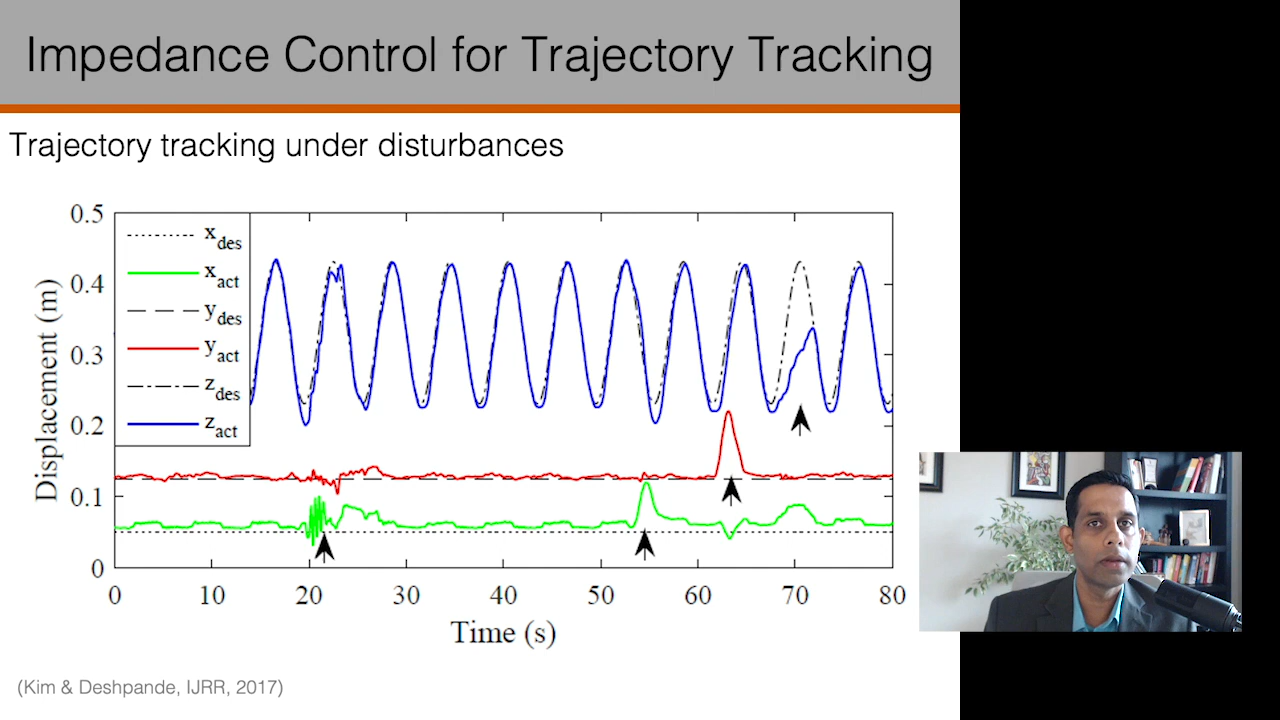 Impedance Control for Trajectory Tracking
Trajectory tracking under disturbances
Displacement (m)
0.5
0.4
0.3
0.2
0.1
0
x des
x act
y des
y act
z des
z act
0 10 20 30 40 50 60 70 80
Time (s)
(Kim & Deshpande, IJRR, 2017)